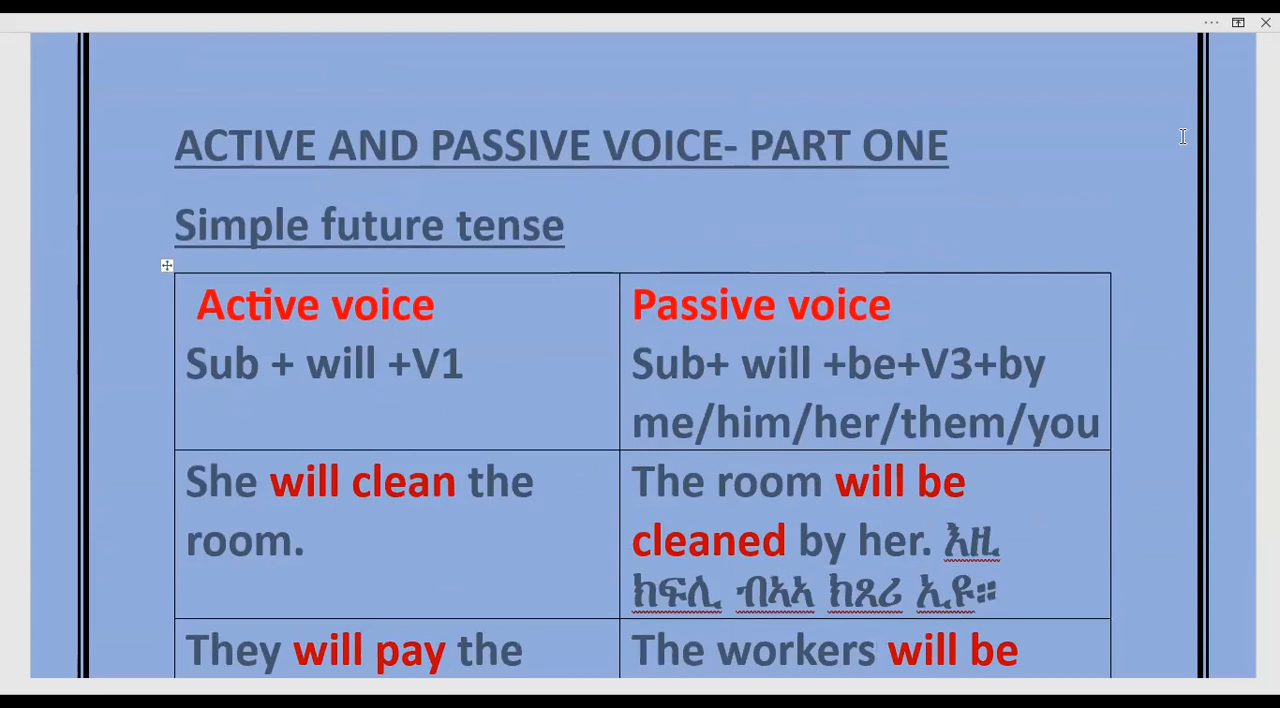 ACTIVE AND PASSIVE VOICE- PART ONE
Simple future tense
Active voice
Sub + will +V1
Passive voice
Sub+ will +be+V3+by
me/him/her/them/you
She will clean the
room.
The room will be
cleaned by her. እዚ
ክፍሊ ብኣኣ ክጸሪ ኢዩ።
They will pay the
The workers will be